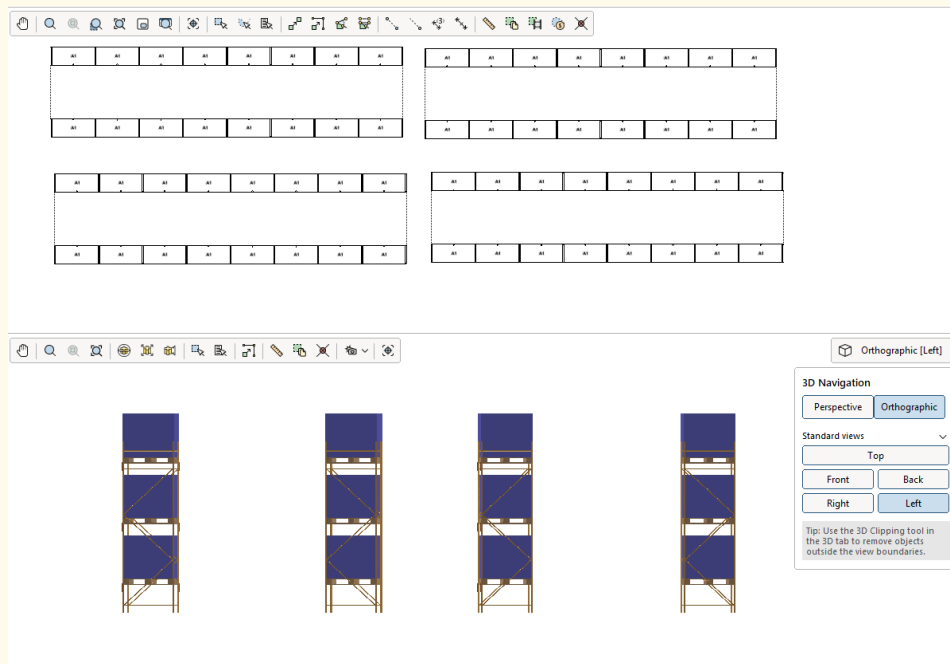 A1 A1 A1 A1 A1 A1 A1 A1 A1 A1 A1 A1 A1 A1 A1 A1
A1 A1 A1 A1 A1 A1 A1 A1 A1 A1 A1 A1 A1 A1 A1 A1
A1 A1 A1 A1 A1 A1 A1 A1 A1 A1 A1 A1 A1 A1 A1 A1
A1 A1 A1 A1 A1 A1 A1 A1 A1 A1 A1 A1 A1 A1 A1 A1
Orthographic [Left]
3D Navigation
Perspective Orthographic
Standard views
Top
Front Back
Right Left
Tip: Use the 3D Clipping tool in
the 3D tab to remove objects
outside the view boundaries.